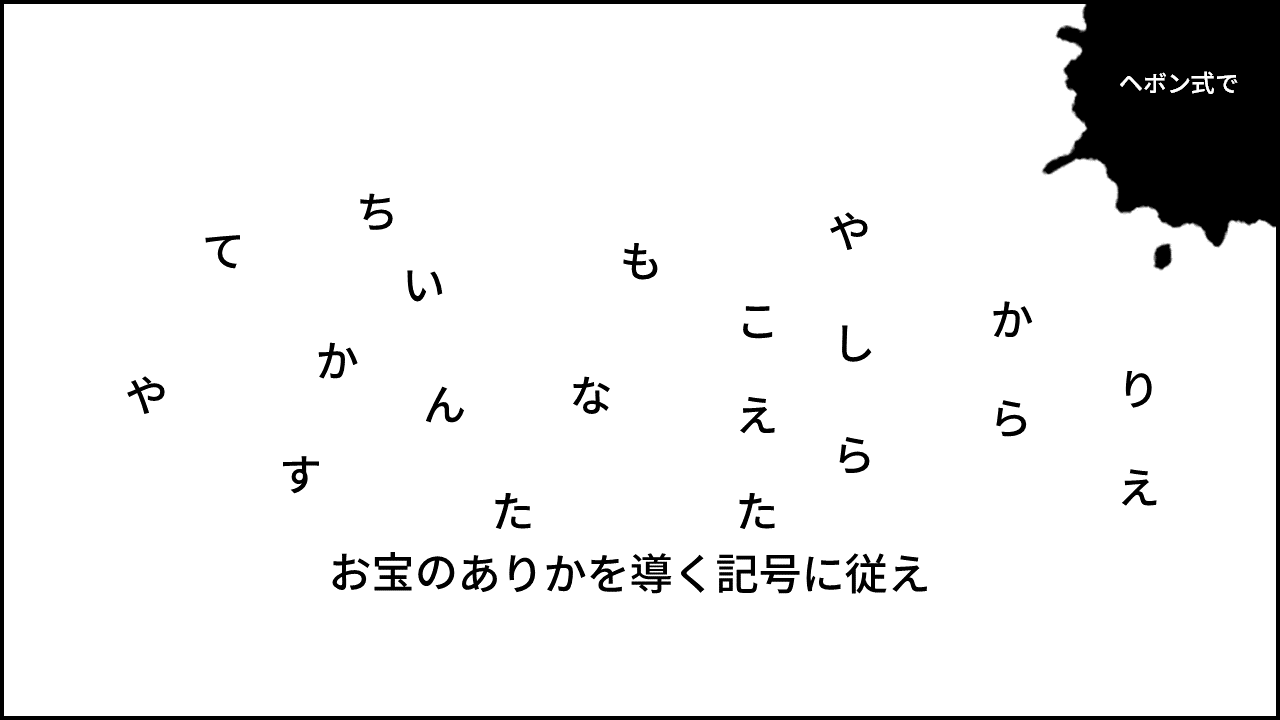 ヘボン式で
ち
や
て
も
い
こ
か
し
か
り
や
な
ん
え
ら
ら
す
え
た
た
お宝のありかを導く記号に従え